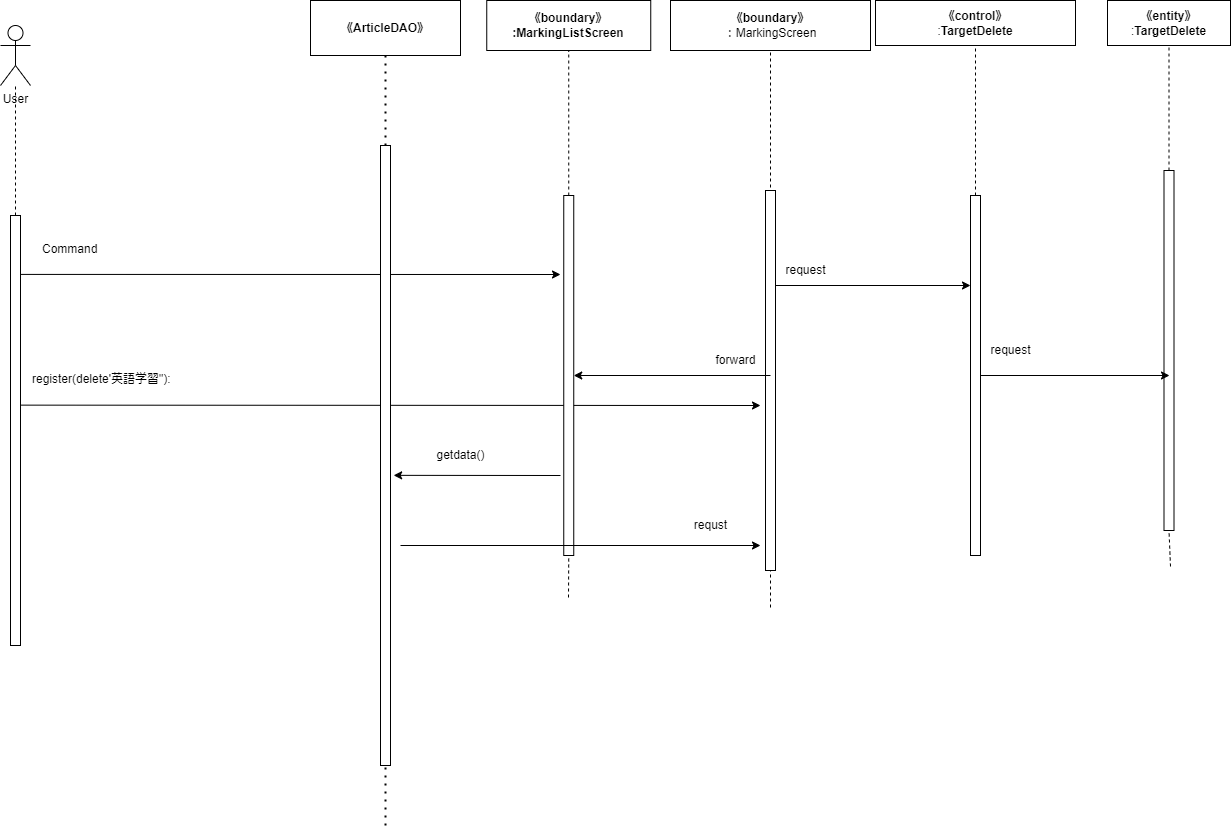 《ArticleDAO》
《boundary》
:MarkingListScreen
《boundary》
: MarkingScreen
《control》
:TargetDelete
《entity》
:TargetDelete
User
Command
request
request
forward
register(delete'英語学習''):
getdata()
requst